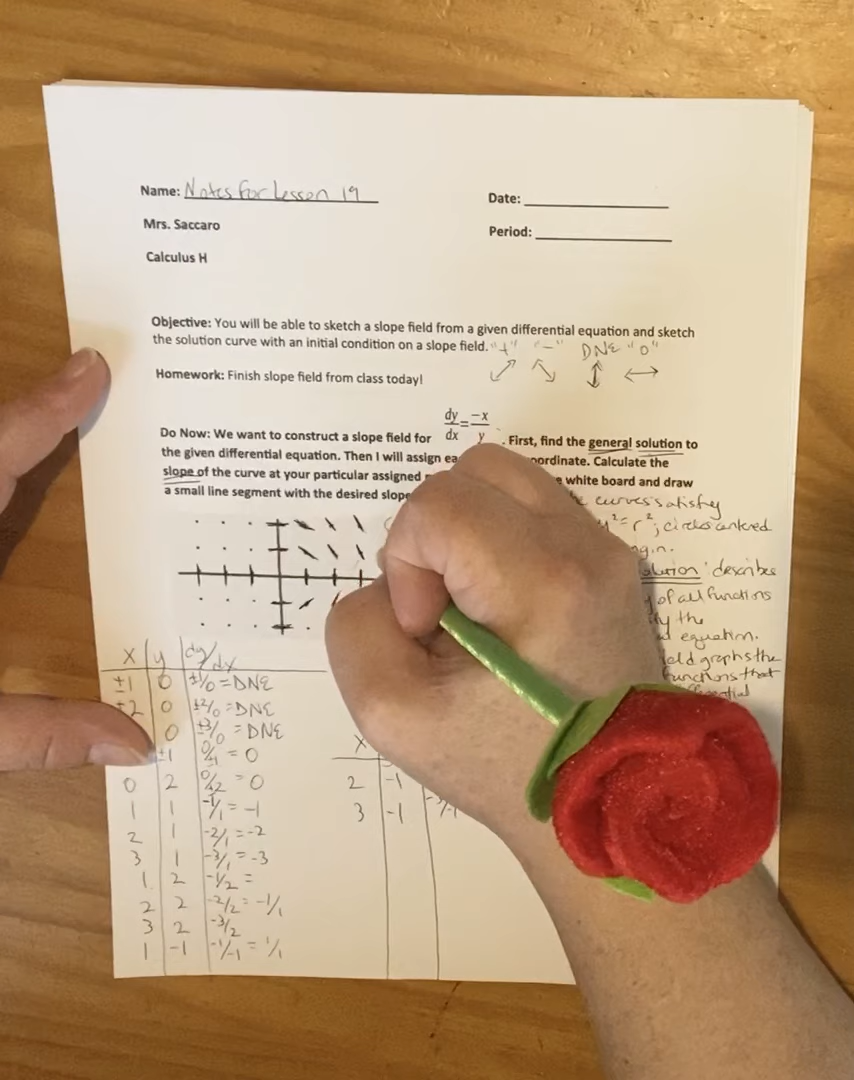 Name: Notes for Lesson 19
Date:
Mrs. Saccaro
Period:
Calculus H
Objective: You will be able to sketch a slope field from a given differential equation and sketch
the solution curve with an initial condition on a slope field. "+" "-" DNE "0"
Homework: Finish slope field from class today!
Do Now: We want to construct a slope field for dy/dx = -x/y. First, find the general solution to
the given differential equation. Then I will assign ea ordinate. Calculate the
slope of the curve at your particular assigned white board and draw
a small line segment with the desired slope
curves satisfy
y² = r²; circles centered
describes
of all functions
the
equation.
graphs the
functions that
x y dy/dx
±1 0 ±1/0 = DNE
±2 0 ±2/0 = DNE
0 ±3/0 = DNE
±1 0/±1 = 0
0 2 0/±2 = 0
1 1 -1/1 = -1
2 1 -2/1 = -2
3 1 -3/1 = -3
1 2 -1/2 =
2 2 -2/2 = -1/1
3 2 -3/2
1 -1 -1/-1 = 1/1
x
2 -1
3 -1 -3/-1